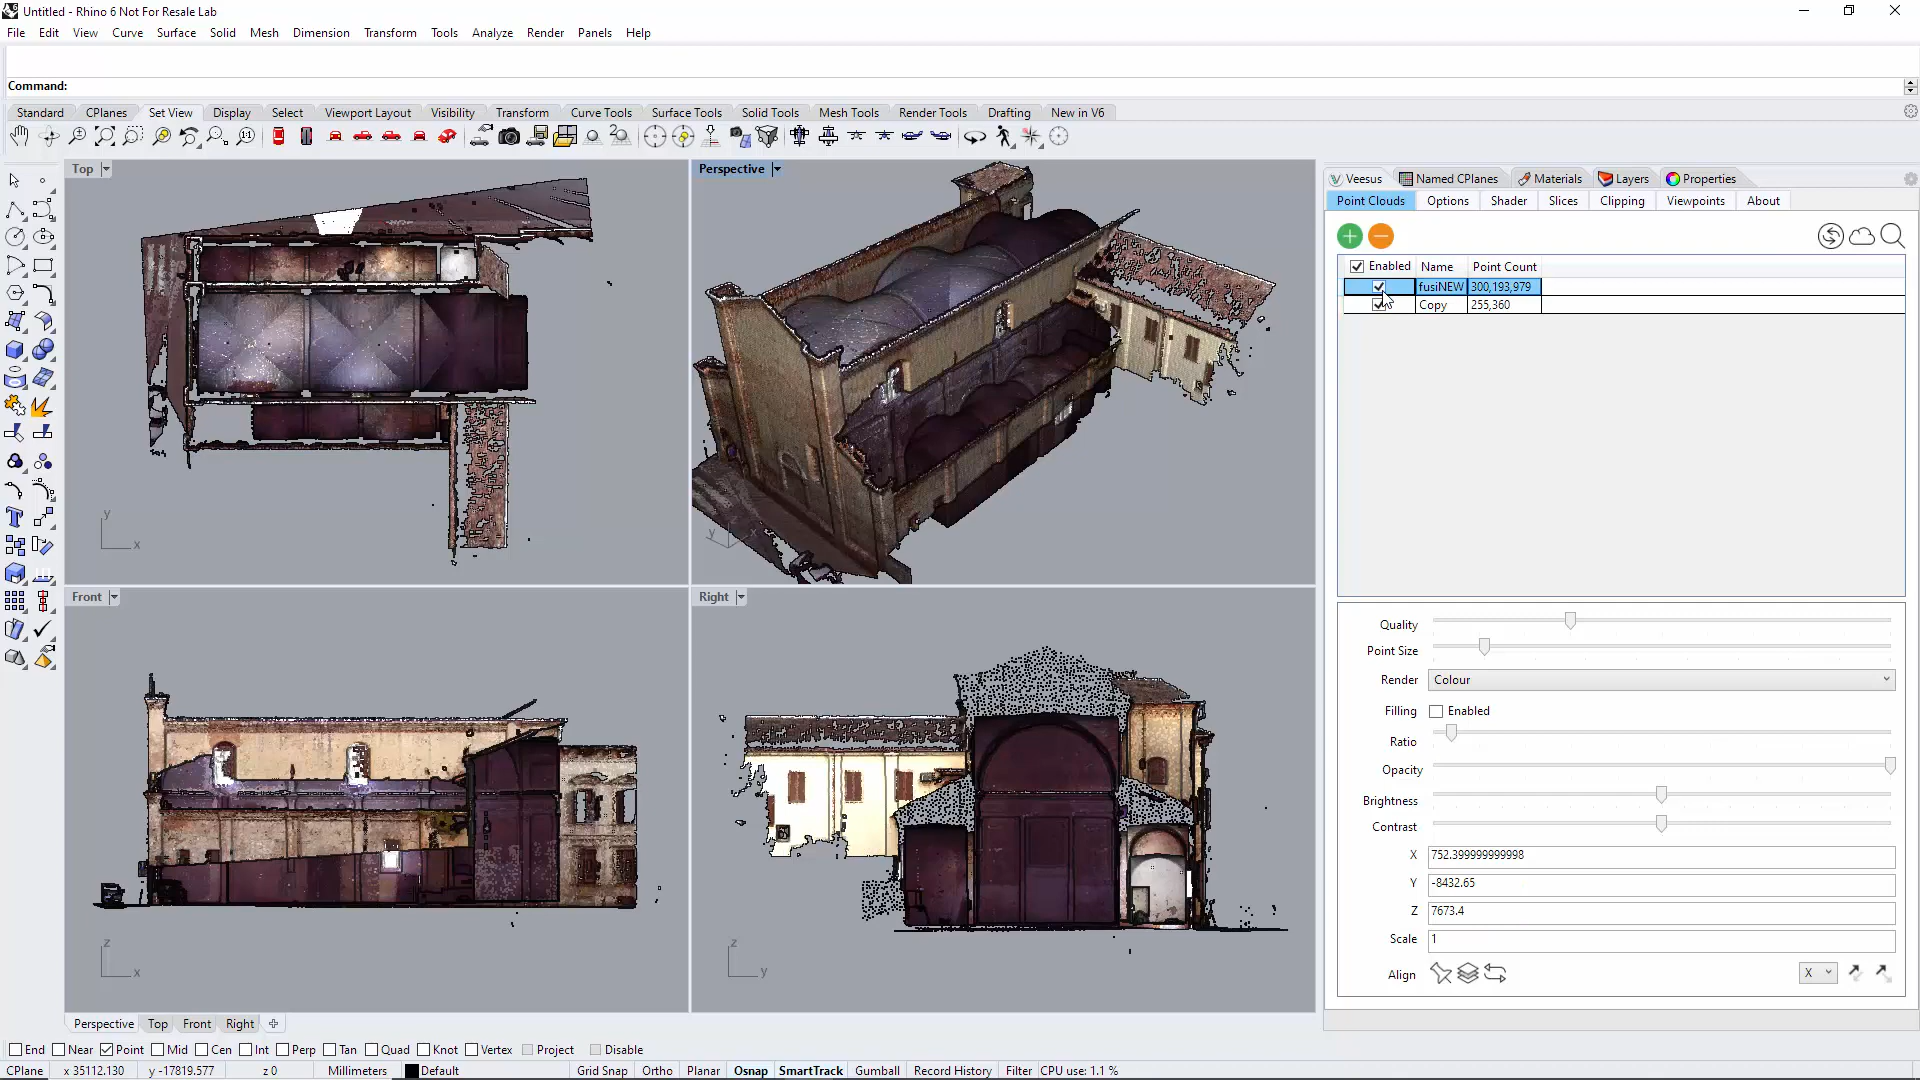 Untitled - Rhino 6 Not For Resale Lab
File Edit View Curve Surface Solid Mesh Dimension Transform Tools Analyze Render Panels Help
Command:
Standard CPlanes Set View Display Select Viewport Layout Visibility Transform Curve Tools Surface Tools Solid Tools Mesh Tools Render Tools Drafting New in V6
Top
Perspective
Veesus Named CPlanes Materials Layers Properties
Point Clouds Options Shader Slices Clipping Viewpoints About
Enabled Name Point Count
fusiNEW 300,193,979
Copy 255,360
y
x
y
Front
Right
Quality
Point Size
Render Colour
Filling Enabled
Ratio
Opacity
Brightness
Contrast
X 752.399999999998
Y -8432.65
Z 7673.4
Scale 1
Align X
z
x
z
y
Perspective Top Front Right
End Near Point Mid Cen Int Perp Tan Quad Knot Vertex Project Disable
CPlane x 35112.130 y -17819.577 z 0 Millimeters Default Grid Snap Ortho Planar Osnap SmartTrack Gumball Record History Filter CPU use: 1.1 %